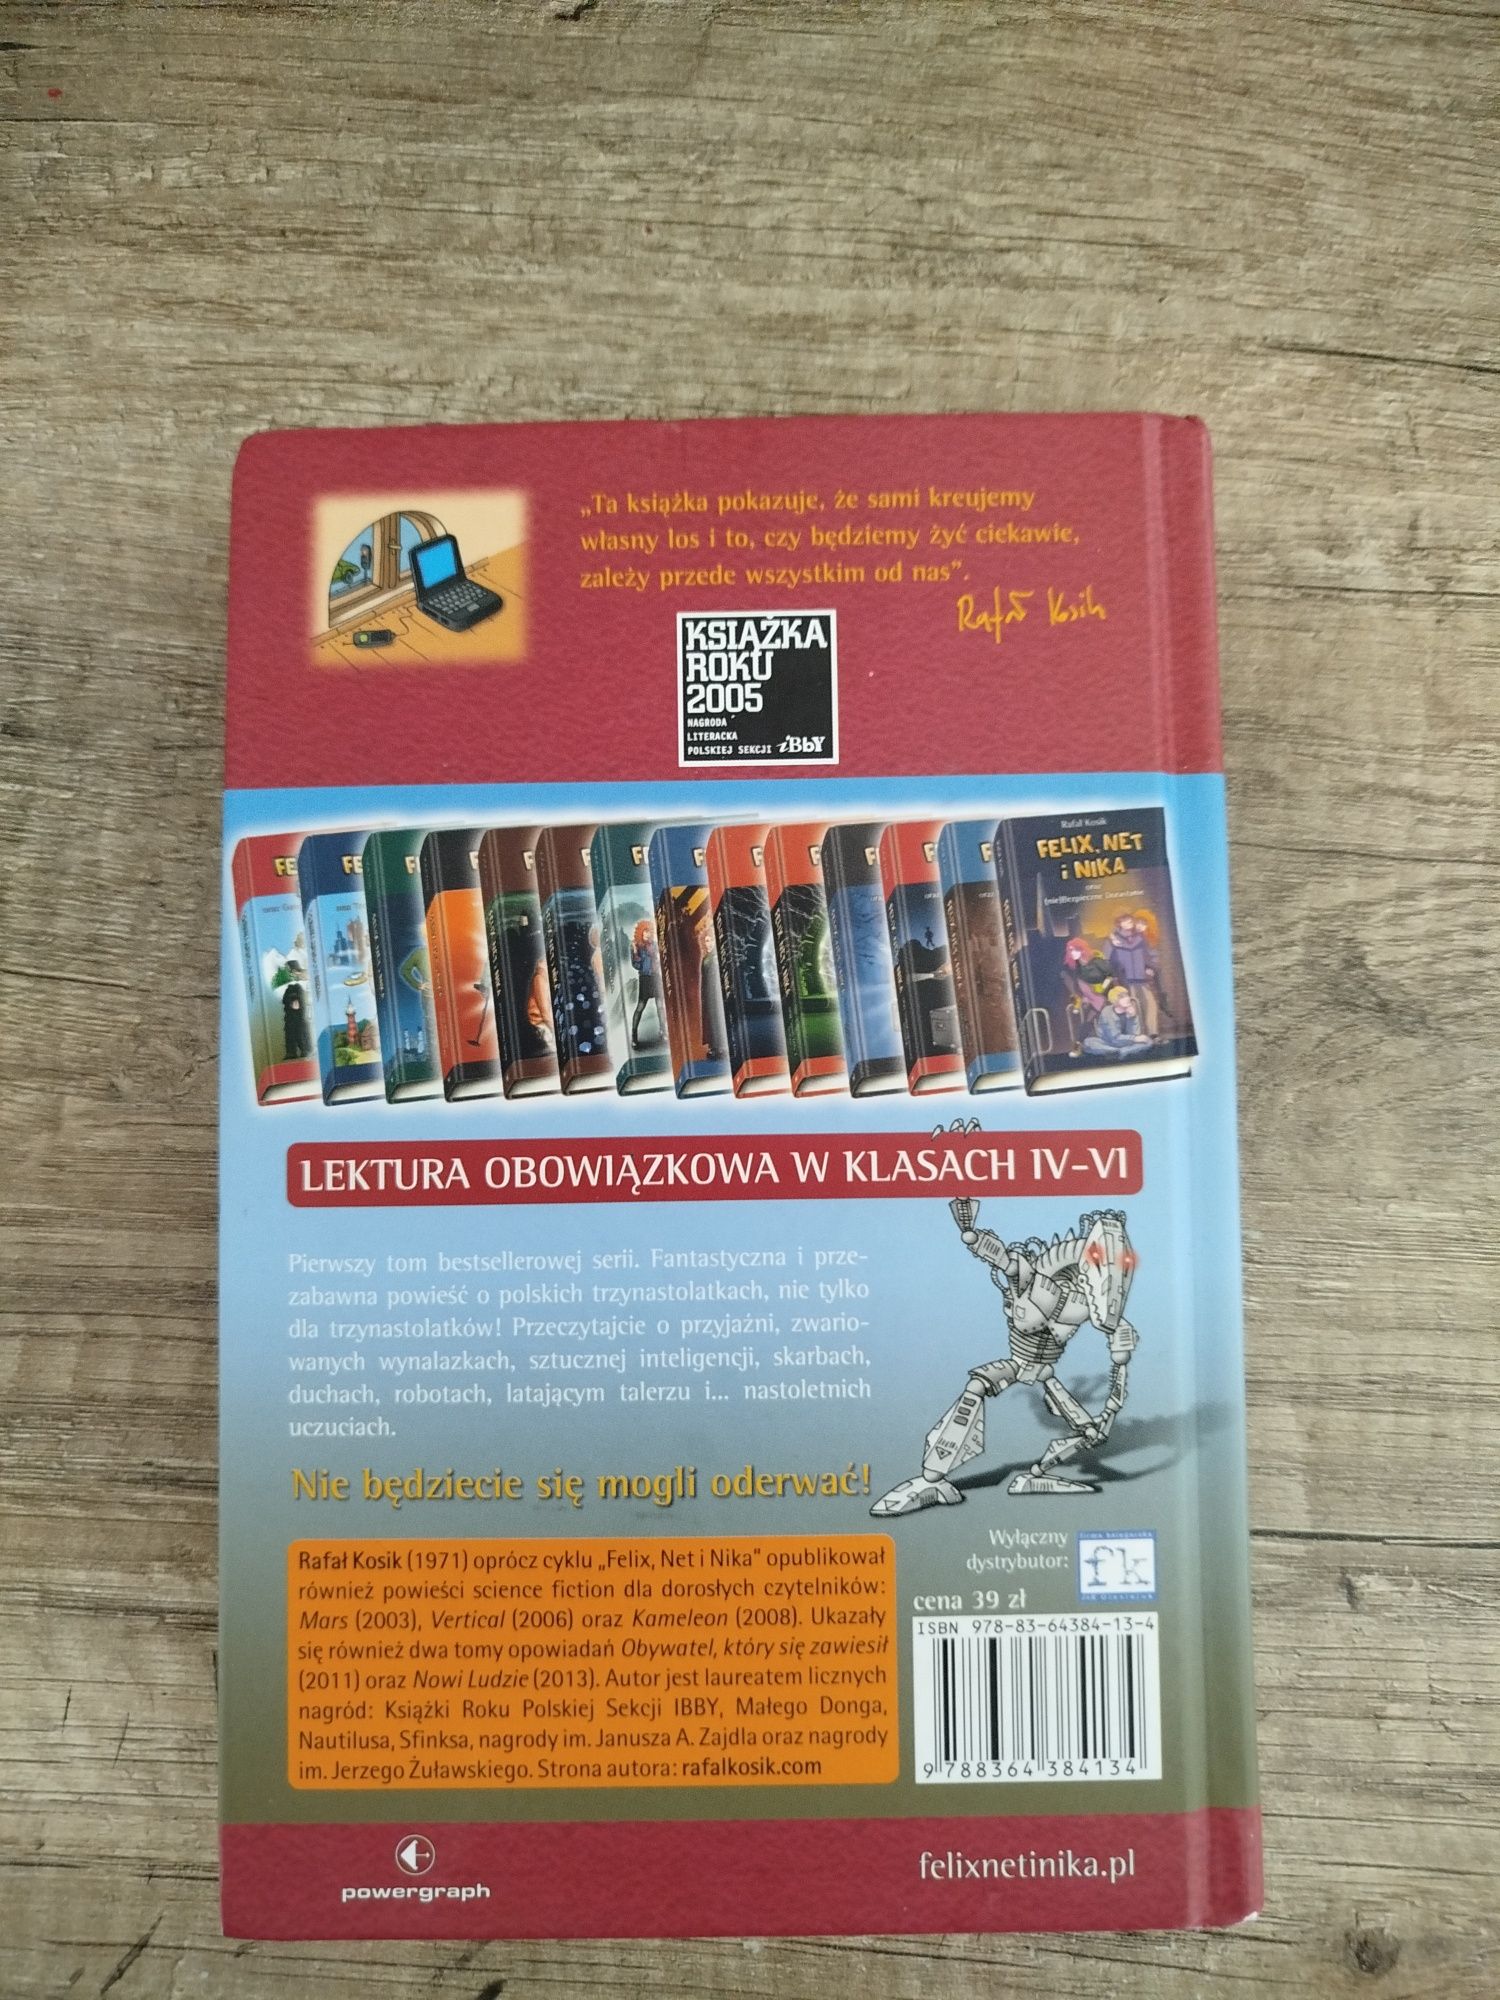 „Ta książka pokazuje, że sami kreujemy
własny los i to, czy będziemy żyć ciekawie,
zależy przede wszystkim od nas”.
Rafał Kosik
KSIĄŻKA
ROKU
2005
NAGRODA
LITERACKA
POLSKIEJ SEKCJI iBbY
Rafał Kosik
FELIX, NET
i NIKA
oraz
(nie)Bezpieczne Dorastanie
LEKTURA OBOWIĄZKOWA W KLASACH IV–VI
Pierwszy tom bestsellerowej serii. Fantastyczna i prze-
zabawna powieść o polskich trzynastolatkach, nie tylko
dla trzynastolatków! Przeczytajcie o przyjaźni, zwario-
wanych wynalazkach, sztucznej inteligencji, skarbach,
duchach, robotach, latającym talerzu i... nastoletnich
uczuciach.
Nie będziecie się mogli oderwać!
Rafał Kosik (1971) oprócz cyklu „Felix, Net i Nika” opublikował
również powieści science fiction dla dorosłych czytelników:
Mars (2003), Vertical (2006) oraz Kameleon (2008). Ukazały
się również dwa tomy opowiadań Obywatel, który się zawiesił
(2011) oraz Nowi Ludzie (2013). Autor jest laureatem licznych
nagród: Książki Roku Polskiej Sekcji IBBY, Małego Donga,
Nautilusa, Sfinksa, nagrody im. Janusza A. Zajdla oraz nagrody
im. Jerzego Żuławskiego. Strona autora: rafalkosik.com
Wyłączny
dystrybutor:
firma księgarska
fk
cena 39 zł
ISBN 978-83-64384-13-4
9 788364 384134
powergraph
felixnetinika.pl